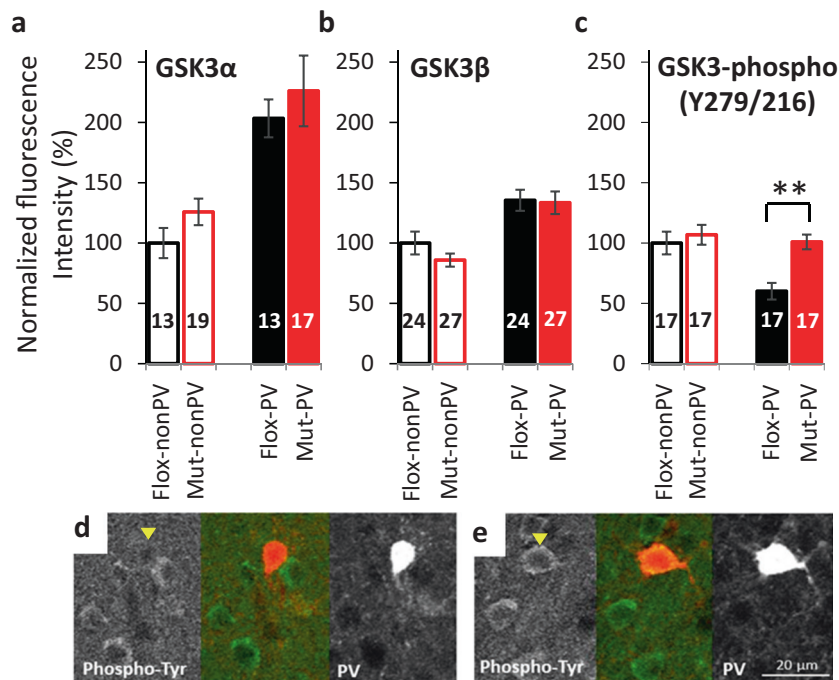 a
b
c
GSK3α
GSK3β
GSK3-phospho
(Y279/216)
Normalized fluorescence
Intensity (%)
250
200
150
100
50
0
13
19
13
17
Flox-nonPV
Mut-nonPV
Flox-PV
Mut-PV
250
200
150
100
50
0
24
27
24
27
Flox-nonPV
Mut-nonPV
Flox-PV
Mut-PV
250
200
150
100
50
0
**
17
17
17
17
Flox-nonPV
Mut-nonPV
Flox-PV
Mut-PV
d
Phospho-Tyr
PV
e
Phospho-Tyr
PV
20 µm